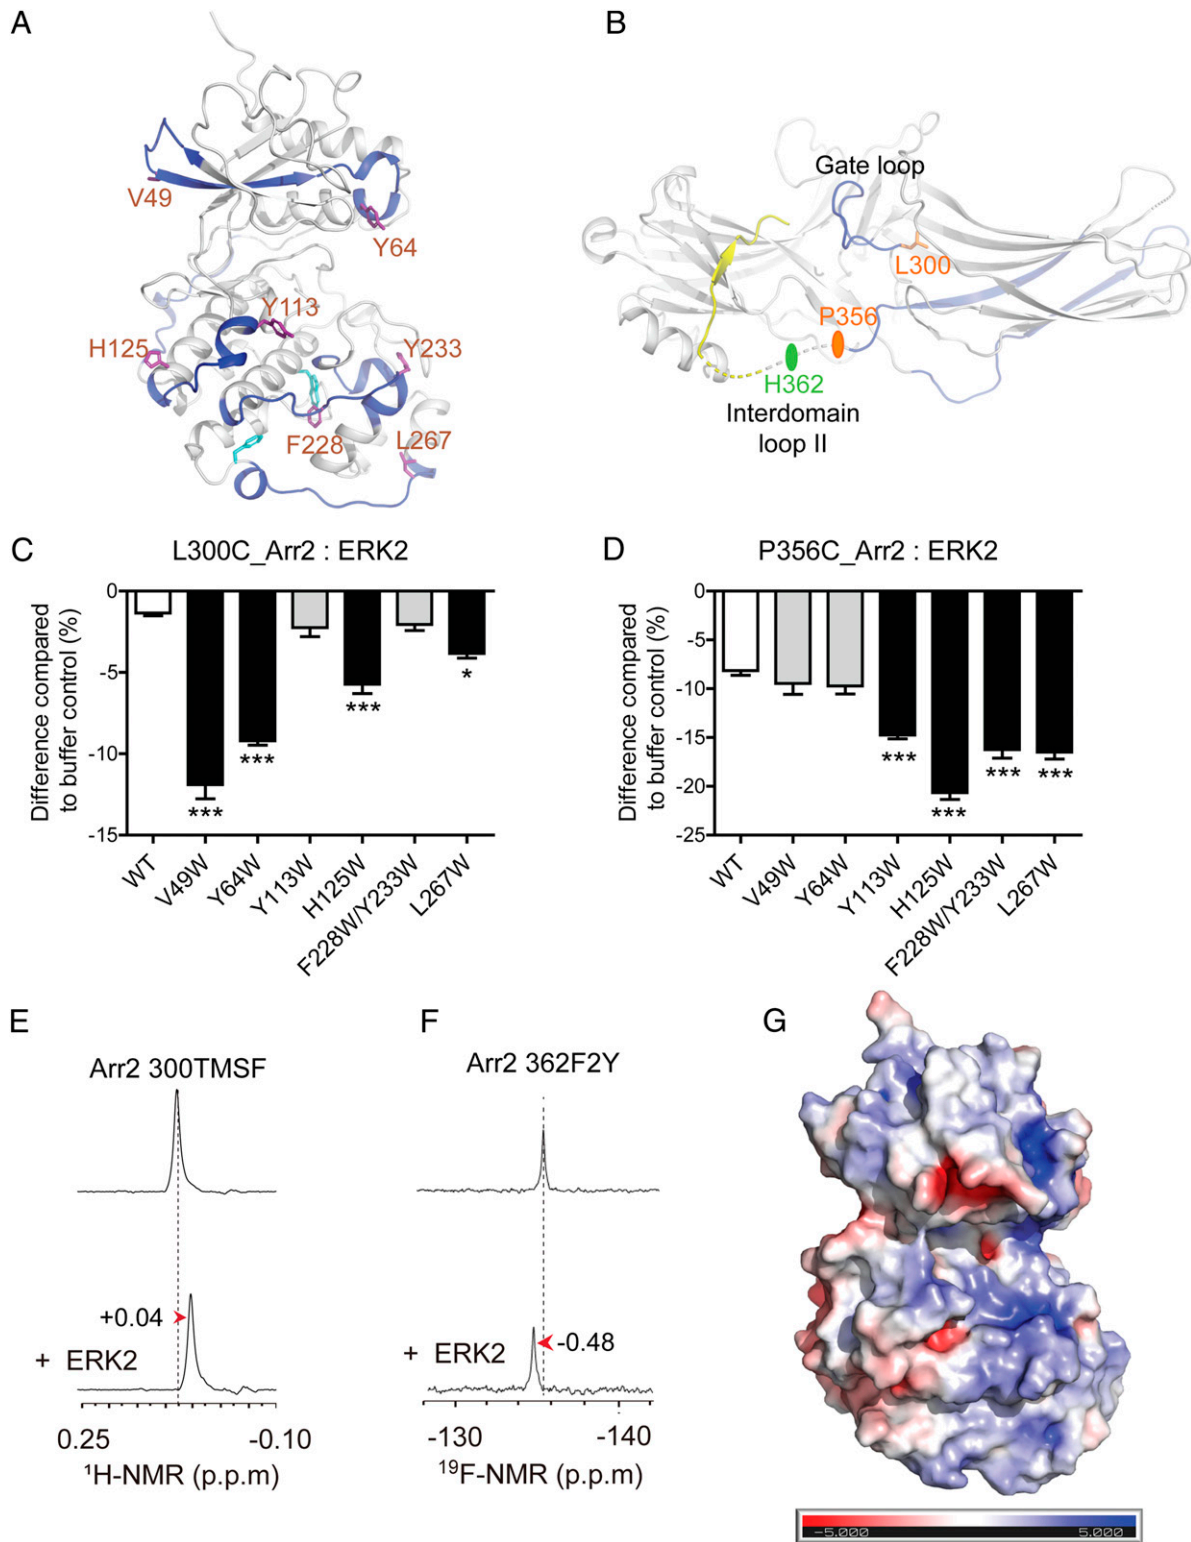 A
V49
Y64
Y113
H125
Y233
F228
L267
B
Gate loop
L300
P356
H362
Interdomain
loop II
C
L300C_Arr2 : ERK2
Difference compared
to buffer control (%)
0
-5
-10
-15
***
***
***
*
WT
V49W
Y64W
Y113W
H125W
F228W/Y233W
L267W
D
P356C_Arr2 : ERK2
Difference compared
to buffer control (%)
0
-5
-10
-15
-20
-25
***
***
***
***
WT
V49W
Y64W
Y113W
H125W
F228W/Y233W
L267W
E
Arr2 300TMSF
+0.04
+ ERK2
0.25
-0.10
¹H-NMR (p.p.m)
F
Arr2 362F2Y
-0.48
+ ERK2
-130
-140
¹⁹F-NMR (p.p.m)
G
-5.000
5.000